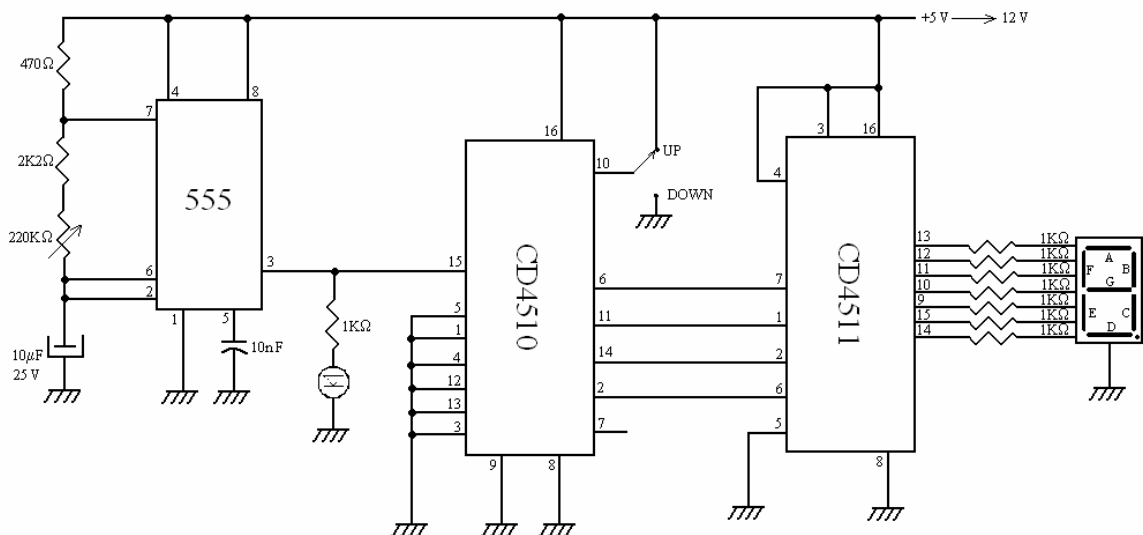 +5 V 12 V
470Ω
4 8
7
2K2Ω
555
220KΩ
6
2
3
1 5
10µF
25 V
10nF
1KΩ
16
10
UP
DOWN
15
CD4510
5
1
4
12
13
3
6
11
14
2
7
9 8
3 16
4
CD4511
7
1
2
6
5
8
13 1KΩ
12 1KΩ
11 1KΩ
10 1KΩ
9 1KΩ
15 1KΩ
14 1KΩ
A
F B
G
E C
D